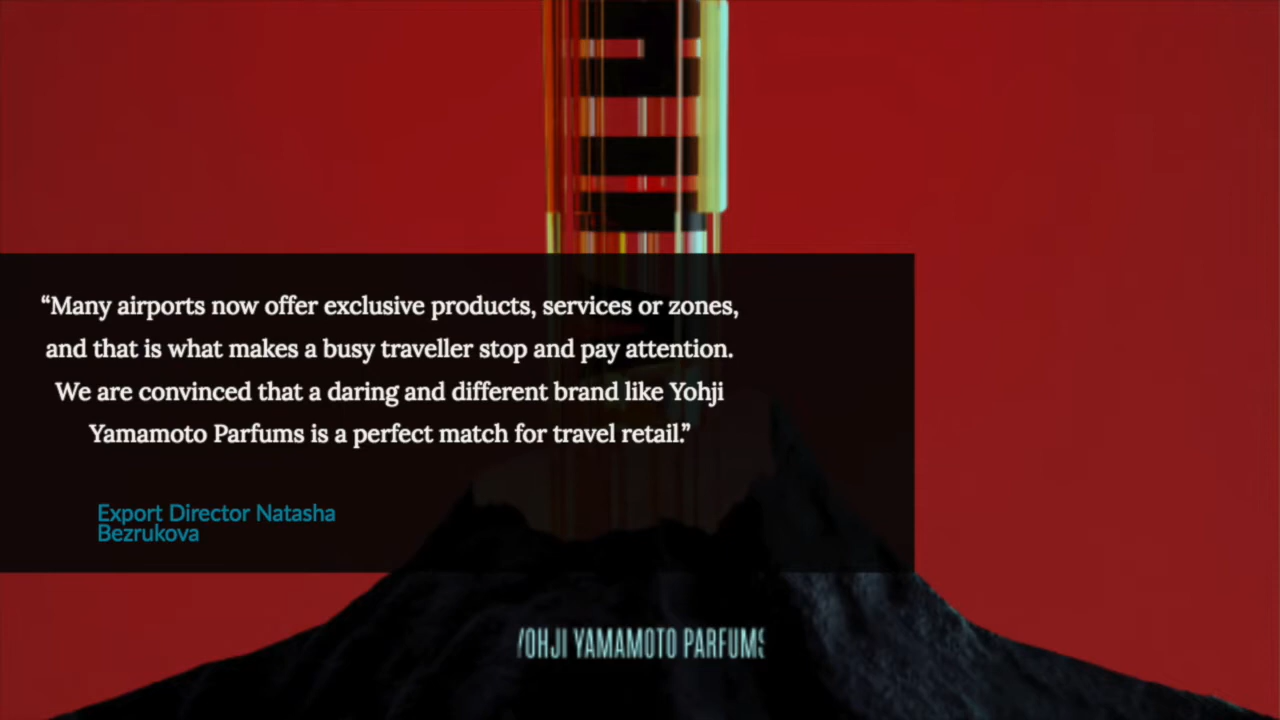 “Many airports now offer exclusive products, services or zones,
and that is what makes a busy traveller stop and pay attention.
We are convinced that a daring and different brand like Yohji
Yamamoto Parfums is a perfect match for travel retail.”
Export Director Natasha
Bezrukova
YOHJI YAMAMOTO PARFUMS